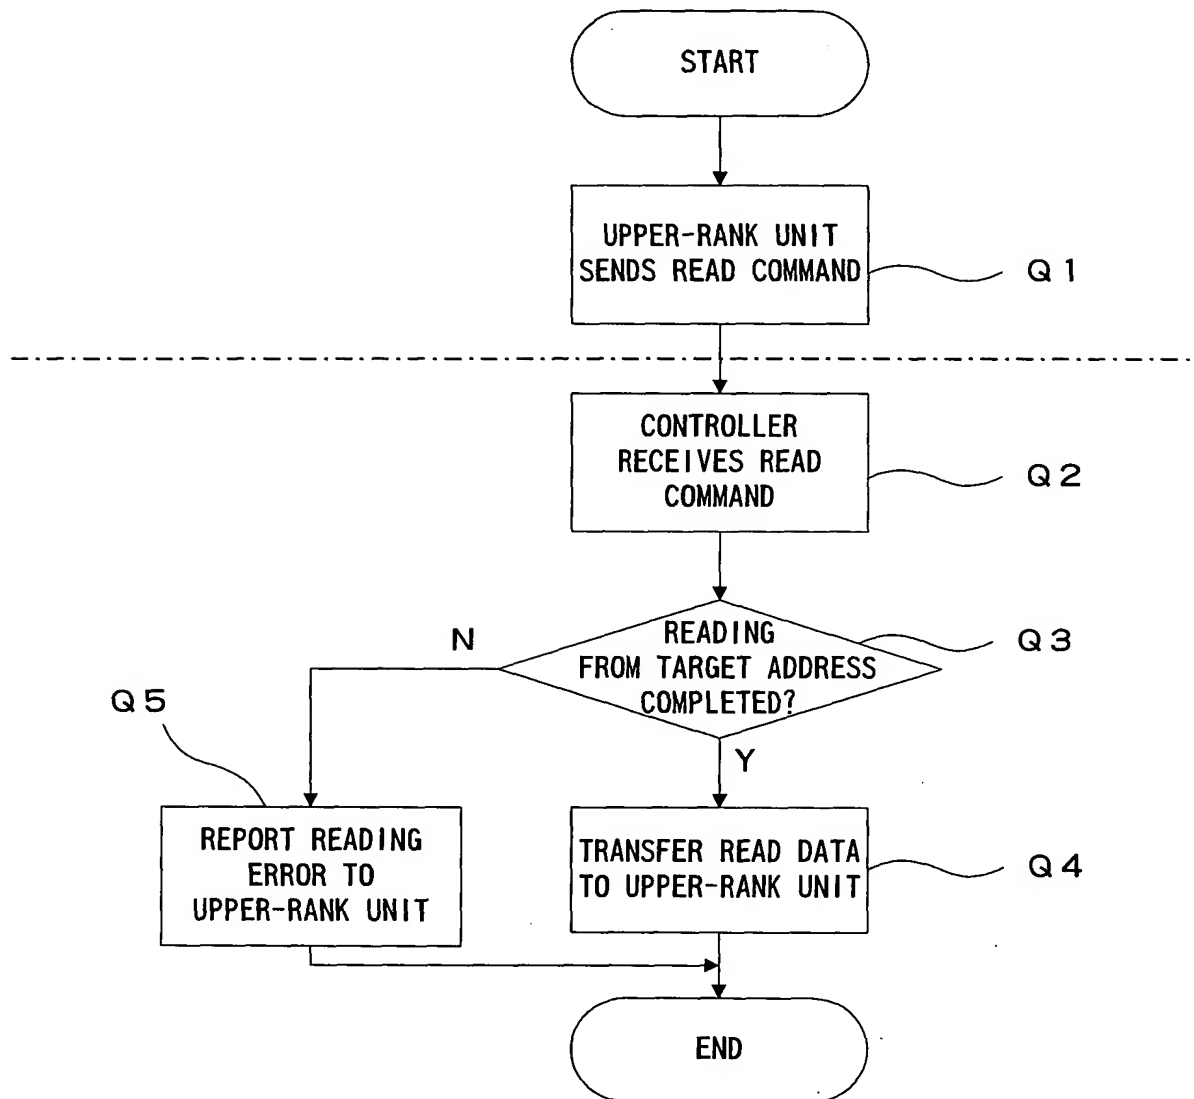 START
UPPER-RANK UNIT
SENDS READ COMMAND
Q1
CONTROLLER
RECEIVES READ
COMMAND
Q2
READING
FROM TARGET ADDRESS
COMPLETED?
Q3
N
Y
Q5
REPORT READING
ERROR TO
UPPER-RANK UNIT
TRANSFER READ DATA
TO UPPER-RANK UNIT
Q4
END